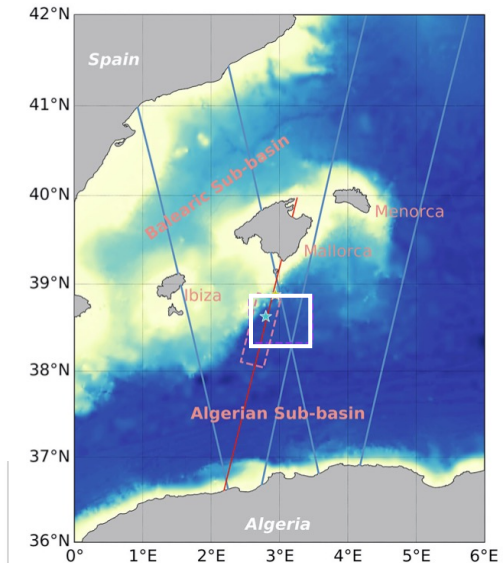 42°N
Spain
41°N
Balearic Sub-basin
40°N
Menorca
Mallorca
39°N
Ibiza
38°N
Algerian Sub-basin
37°N
Algeria
36°N
0° 1°E 2°E 3°E 4°E 5°E 6°E